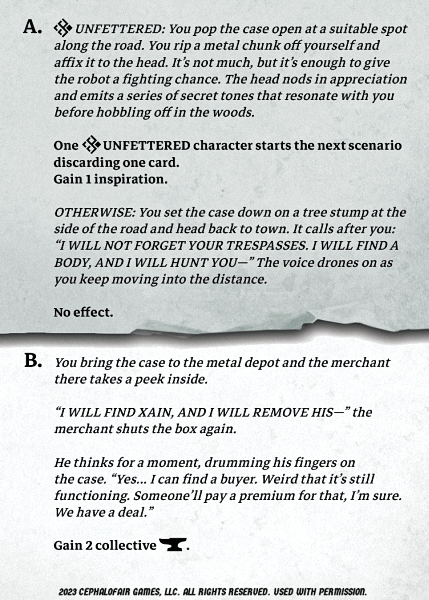 A. UNFETTERED: You pop the case open at a suitable spot
along the road. You rip a metal chunk off yourself and
affix it to the head. It's not much, but it's enough to give
the robot a fighting chance. The head nods in appreciation
and emits a series of secret tones that resonate with you
before hobbling off in the woods.
One UNFETTERED character starts the next scenario
discarding one card.
Gain 1 inspiration.
OTHERWISE: You set the case down on a tree stump at the
side of the road and head back to town. It calls after you:
“I WILL NOT FORGET YOUR TRESPASSES. I WILL FIND A
BODY, AND I WILL HUNT YOU—” The voice drones on as
you keep moving into the distance.
No effect.
B. You bring the case to the metal depot and the merchant
there takes a peek inside.
“I WILL FIND XAIN, AND I WILL REMOVE HIS—” the
merchant shuts the box again.
He thinks for a moment, drumming his fingers on
the case. “Yes... I can find a buyer. Weird that it's still
functioning. Someone'll pay a premium for that, I'm sure.
We have a deal.”
Gain 2 collective .
2023 CEPHALOFAIR GAMES, LLC. ALL RIGHTS RESERVED. USED WITH PERMISSION.